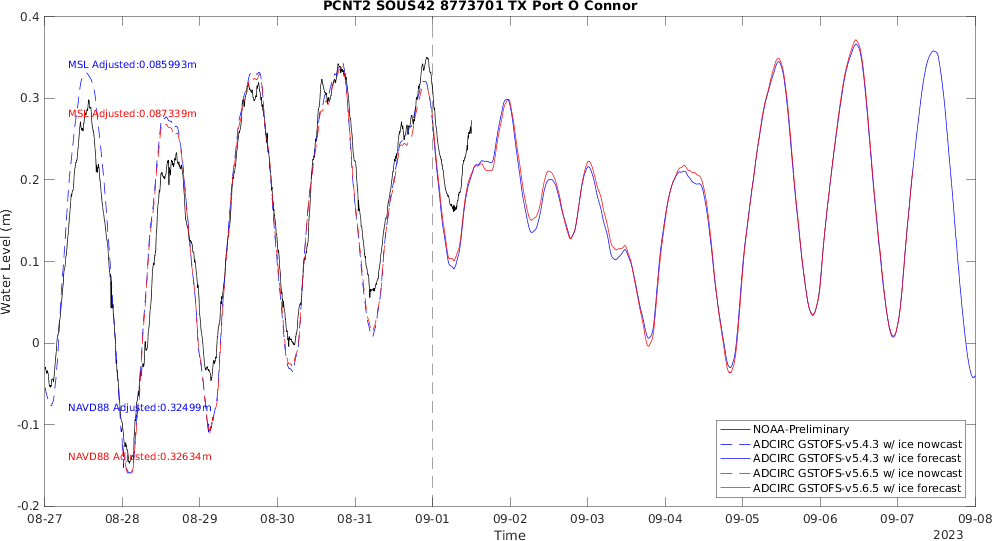 PCNT2 SOUS42 8773701 TX Port O Connor
0.4
MSL Adjusted:0.085993m
0.3
MSL Adjusted:0.087339m
0.2
Water Level (m)
0.1
0
-0.1
NAVD88 Adjusted:0.32499m
NAVD88 Adjusted:0.32634m
-0.2
NOAA-Preliminary
ADCIRC GSTOFS-v5.4.3 w/ ice nowcast
ADCIRC GSTOFS-v5.4.3 w/ ice forecast
ADCIRC GSTOFS-v5.6.5 w/ ice nowcast
ADCIRC GSTOFS-v5.6.5 w/ ice forecast
08-27 08-28 08-29 08-30 08-31 09-01 09-02 09-03 09-04 09-05 09-06 09-07 09-08
Time
2023